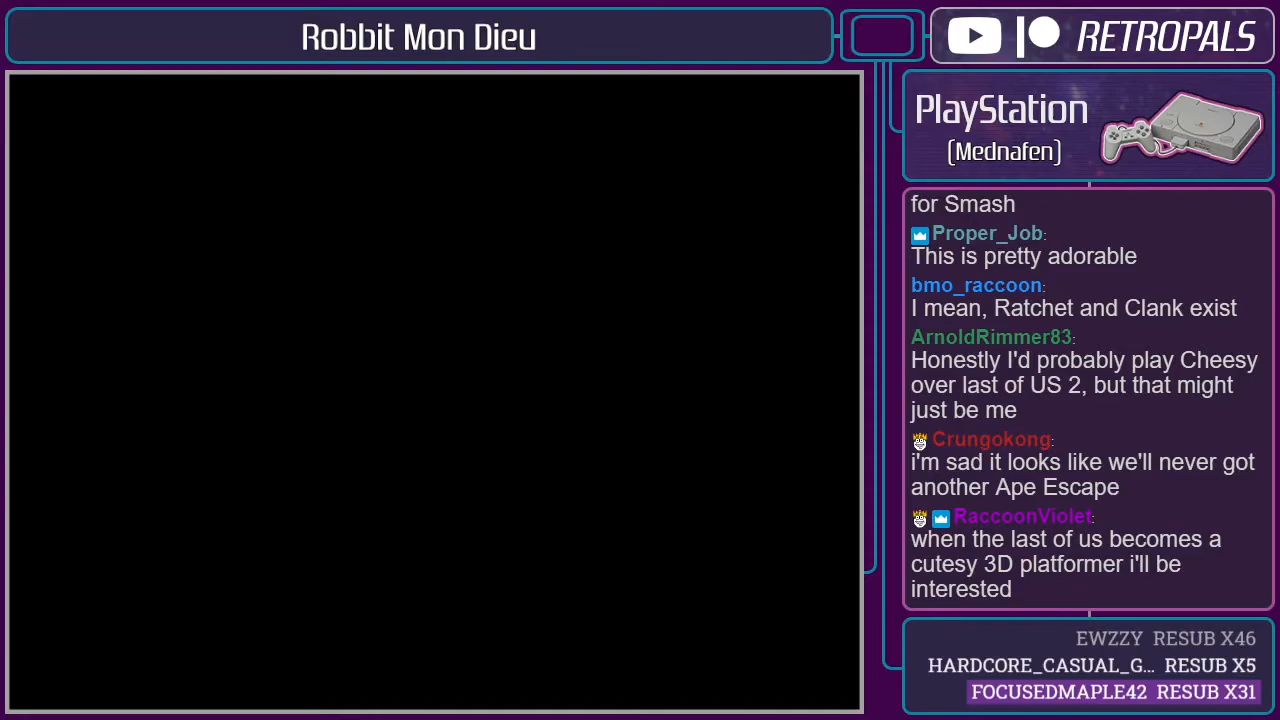 Robbit Mon Dieu
RETROPALS
PlayStation
(Mednafen)
for Smash
Proper_Job:
This is pretty adorable
bmo_raccoon:
I mean, Ratchet and Clank exist
ArnoldRimmer83:
Honestly I'd probably play Cheesy
over last of US 2, but that might
just be me
Crungokong:
i'm sad it looks like we'll never got
another Ape Escape
RaccoonViolet:
when the last of us becomes a
cutesy 3D platformer i'll be
interested
EWZZY RESUB X46
HARDCORE_CASUAL_G... RESUB X5
FOCUSEDMAPLE42 RESUB X31